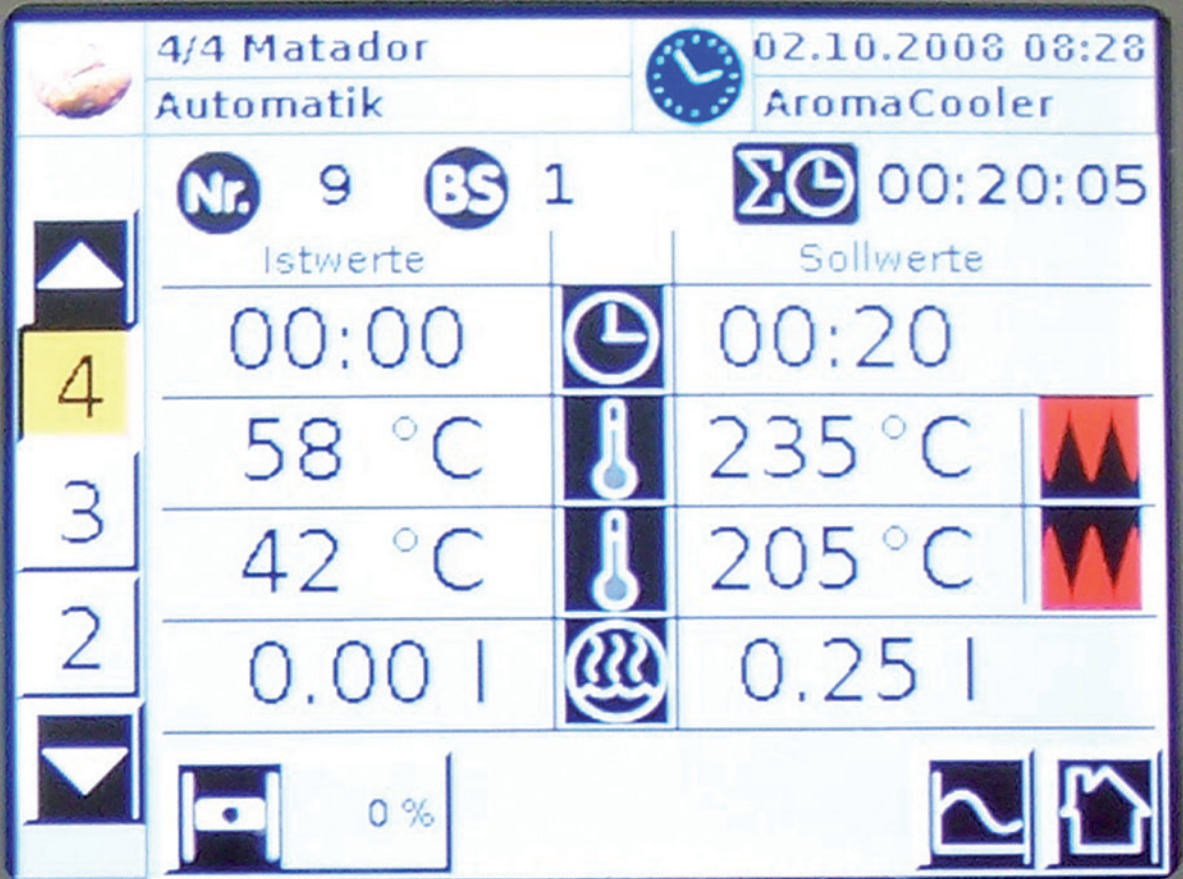 4/4 Matador
02.10.2008 08:28
Automatik
AromaCooler
Nr. 9 BS 1 Σ 00:20:05
Istwerte Sollwerte
00:00 00:20
4
58 °C 235 °C
3
42 °C 205 °C
2
0.00 l 0.25 l
0 %